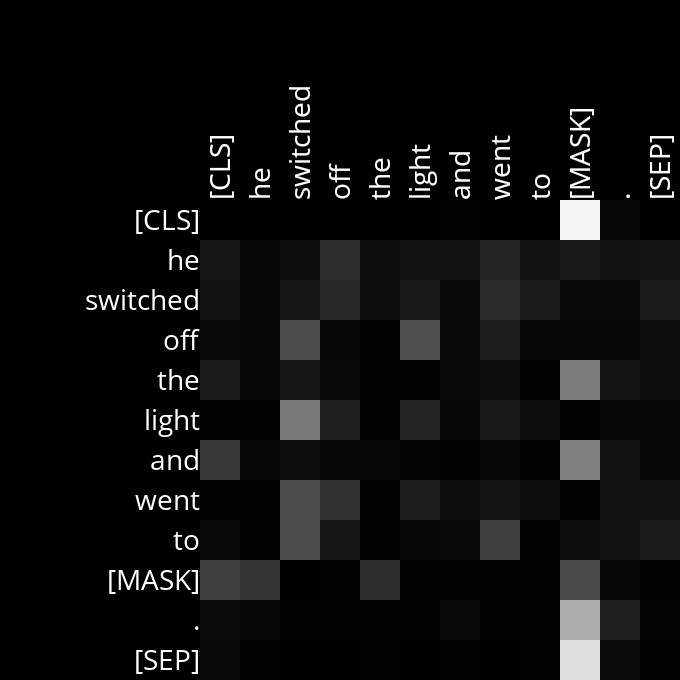 [CLS] he switched off the light and went to [MASK] . [SEP]
[CLS]
he
switched
off
the
light
and
went
to
[MASK]
.
[SEP]